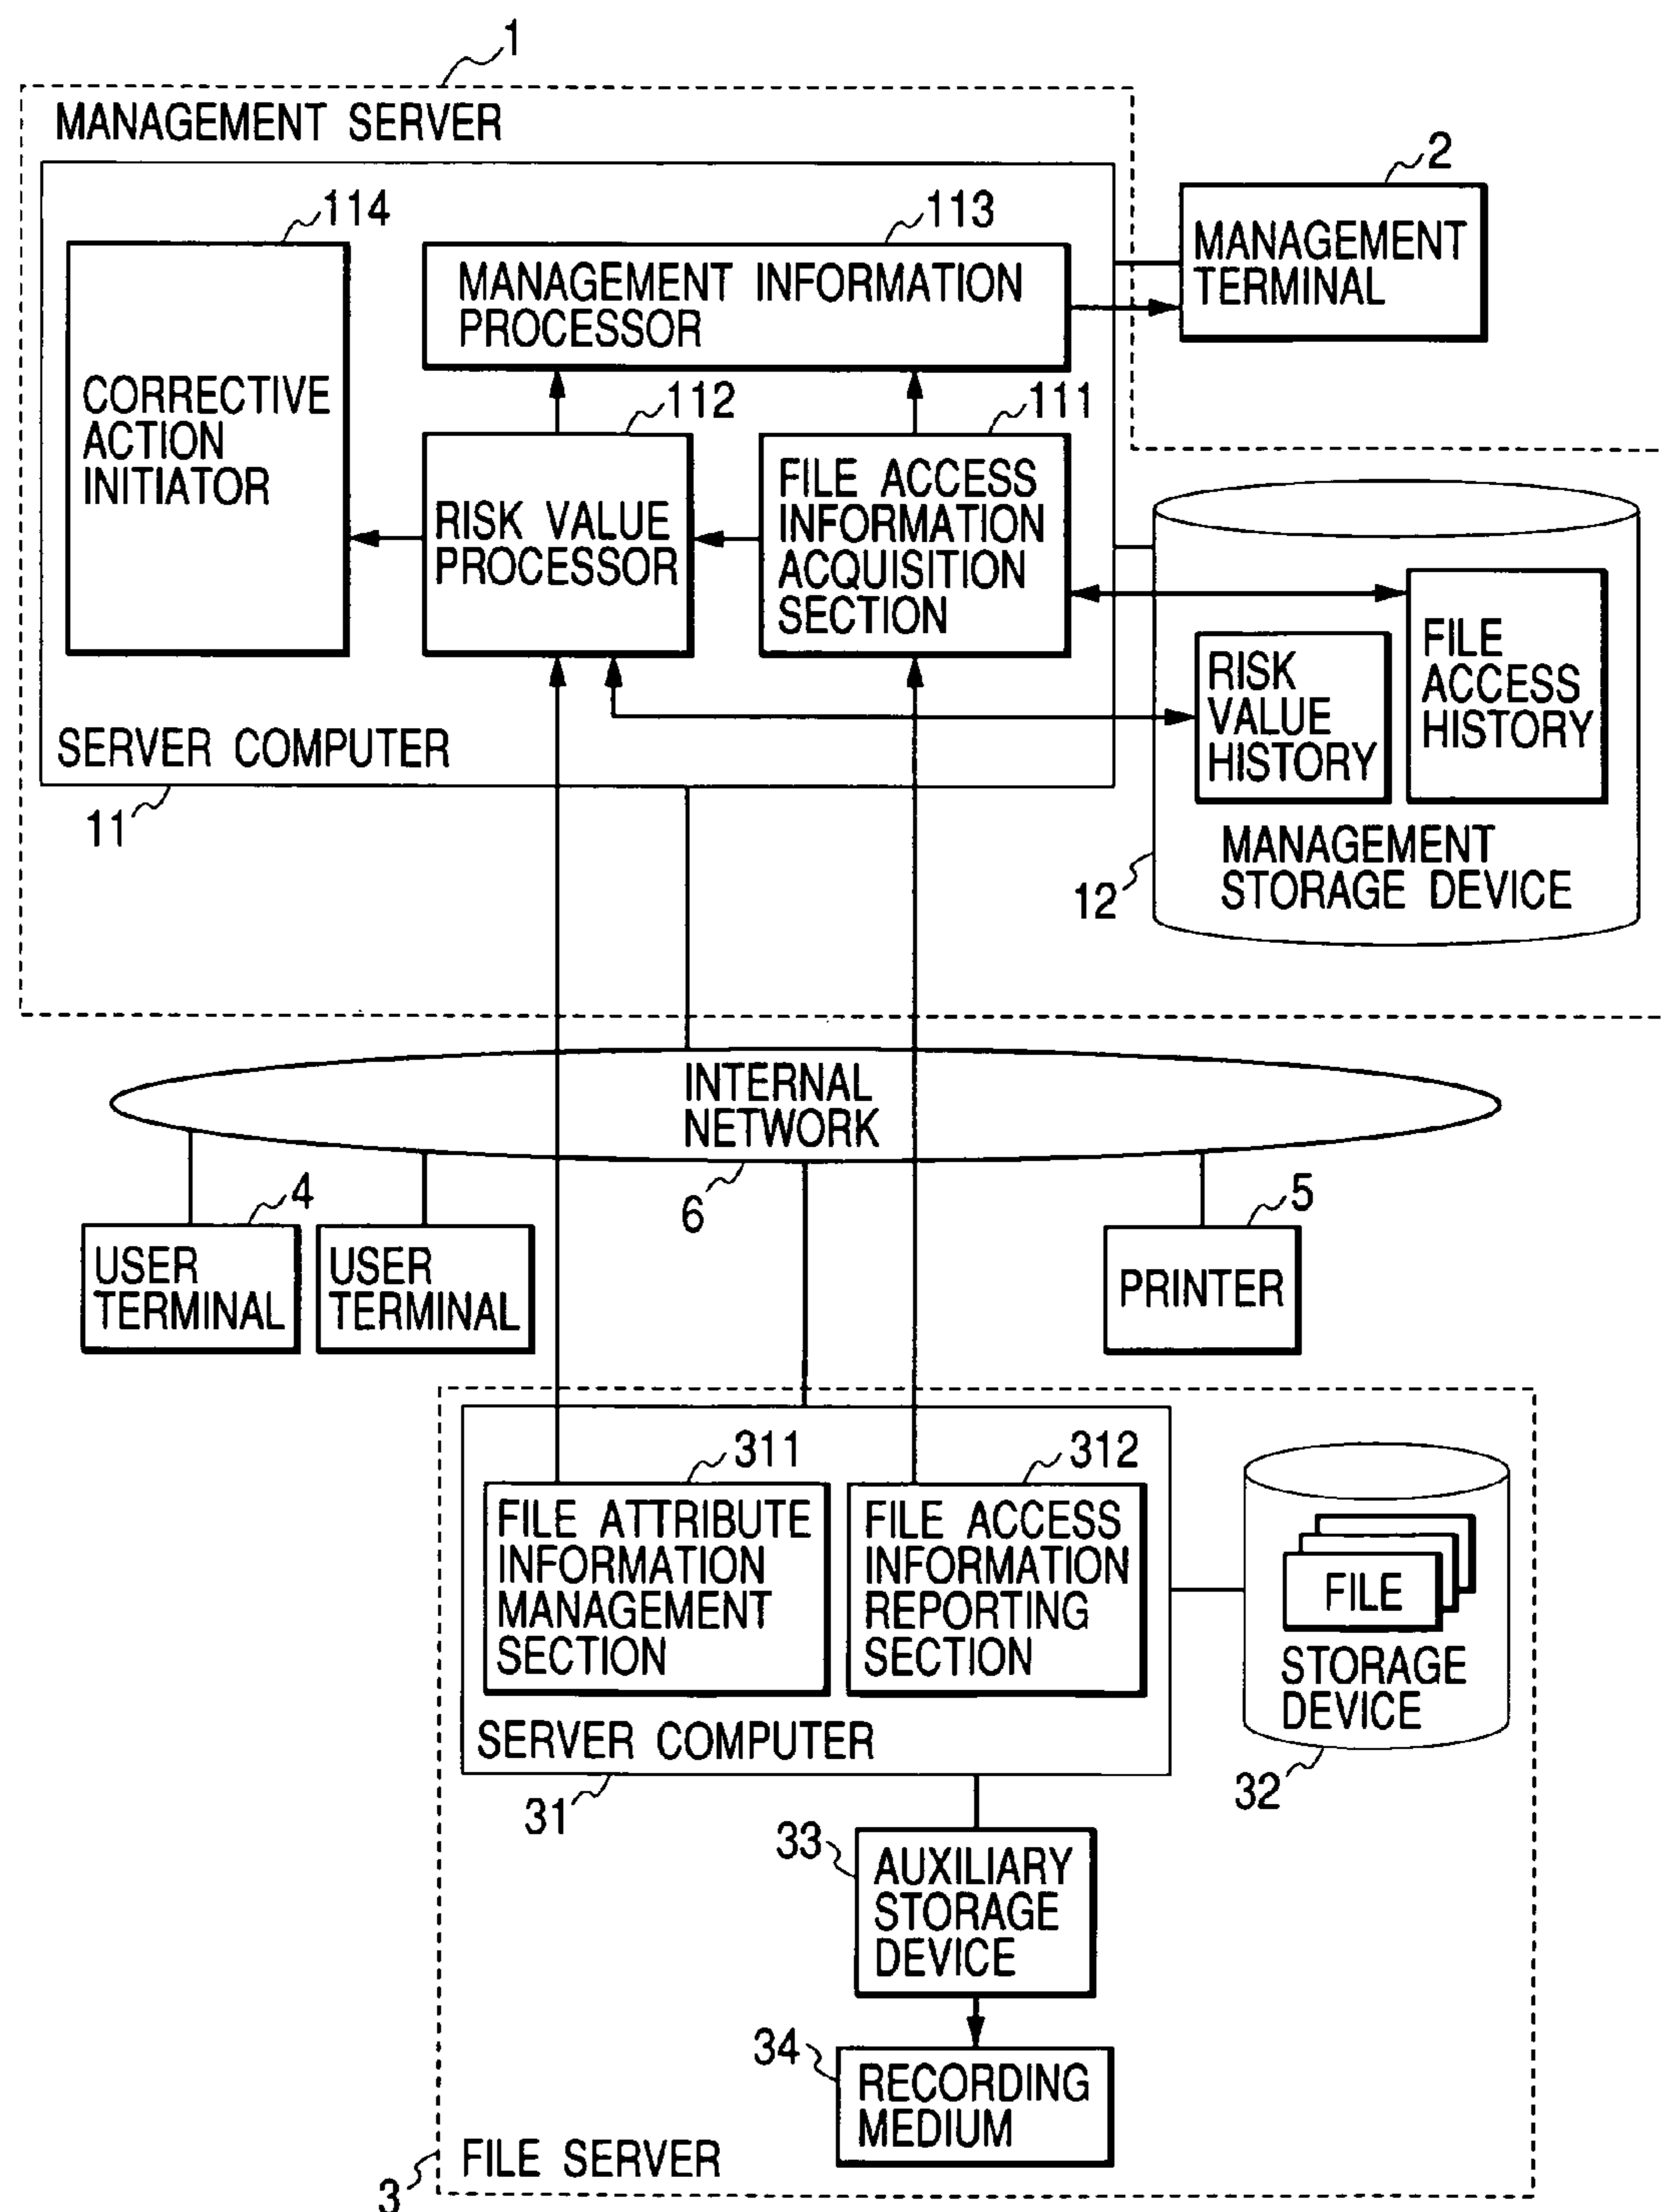 1
MANAGEMENT SERVER
2
114
113
MANAGEMENT
TERMINAL
MANAGEMENT INFORMATION
PROCESSOR
CORRECTIVE
ACTION
INITIATOR
112
111
RISK VALUE
PROCESSOR
FILE ACCESS
INFORMATION
ACQUISITION
SECTION
RISK
VALUE
HISTORY
FILE
ACCESS
HISTORY
SERVER COMPUTER
11
MANAGEMENT
STORAGE DEVICE
12
INTERNAL
NETWORK
6
4
5
USER
TERMINAL
USER
TERMINAL
PRINTER
311
312
FILE ATTRIBUTE
INFORMATION
MANAGEMENT
SECTION
FILE ACCESS
INFORMATION
REPORTING
SECTION
FILE
STORAGE
DEVICE
SERVER COMPUTER
31
32
33
AUXILIARY
STORAGE
DEVICE
34
RECORDING
MEDIUM
FILE SERVER
3